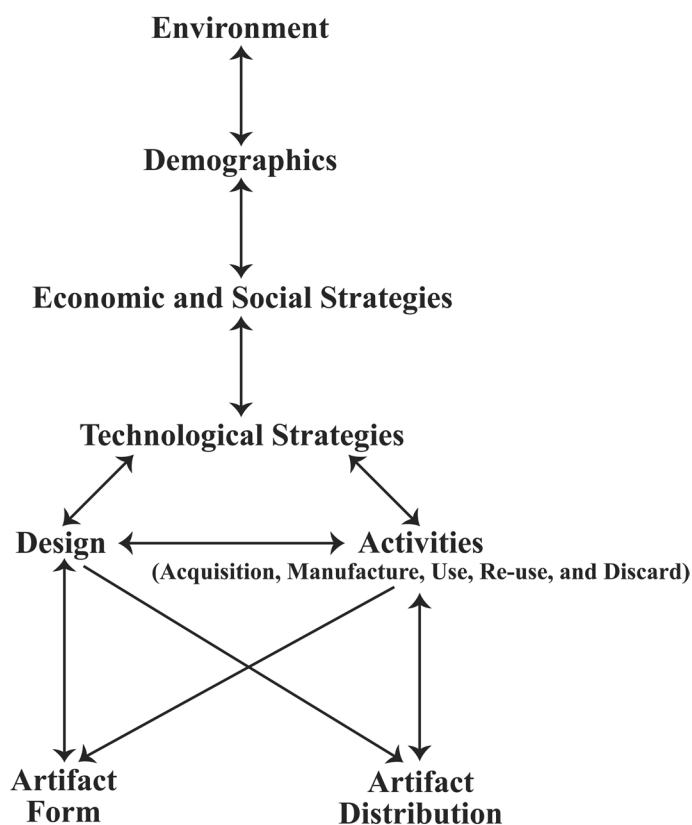 Environment
Demographics
Economic and Social Strategies
Technological Strategies
Design
Activities
(Acquisition, Manufacture, Use, Re-use, and Discard)
Artifact
Form
Artifact
Distribution